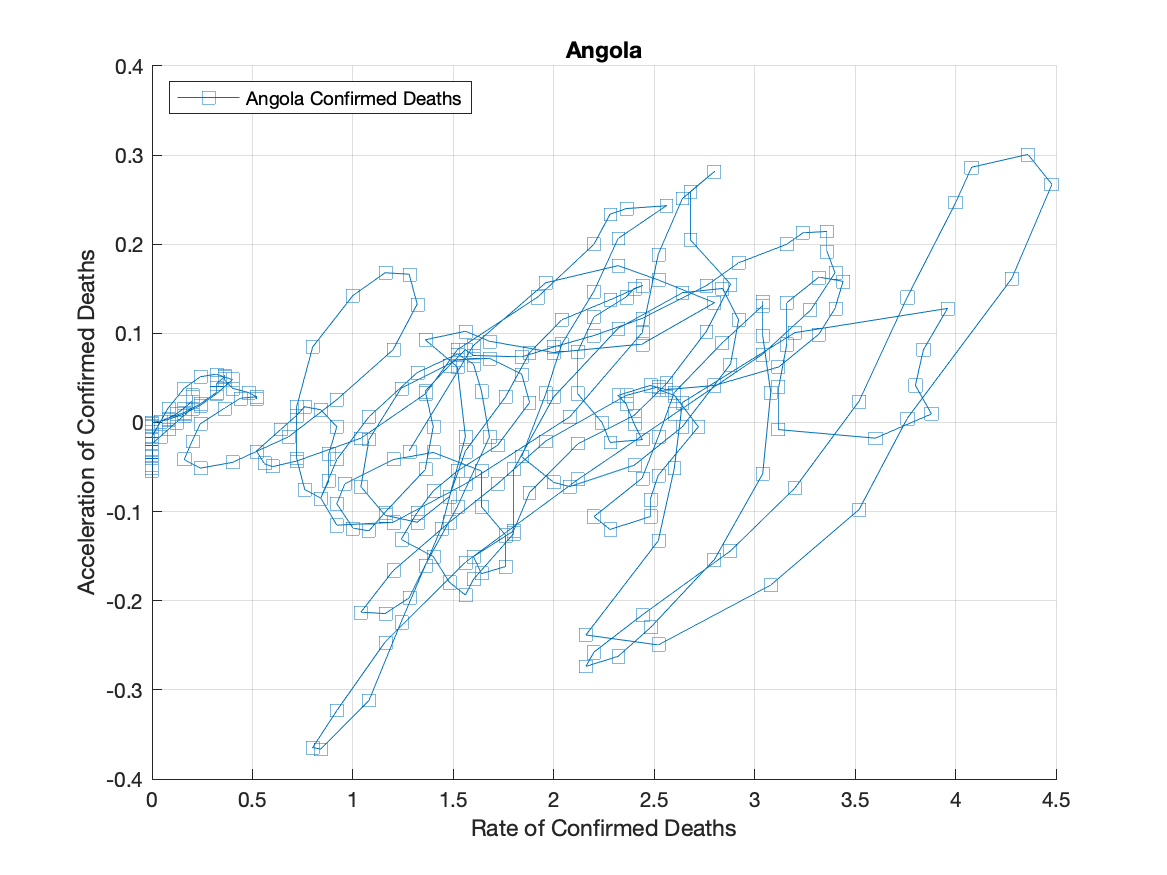 Angola
Angola Confirmed Deaths
0.4
0.3
0.2
0.1
0
-0.1
-0.2
-0.3
-0.4
Acceleration of Confirmed Deaths
0 0.5 1 1.5 2 2.5 3 3.5 4 4.5
Rate of Confirmed Deaths